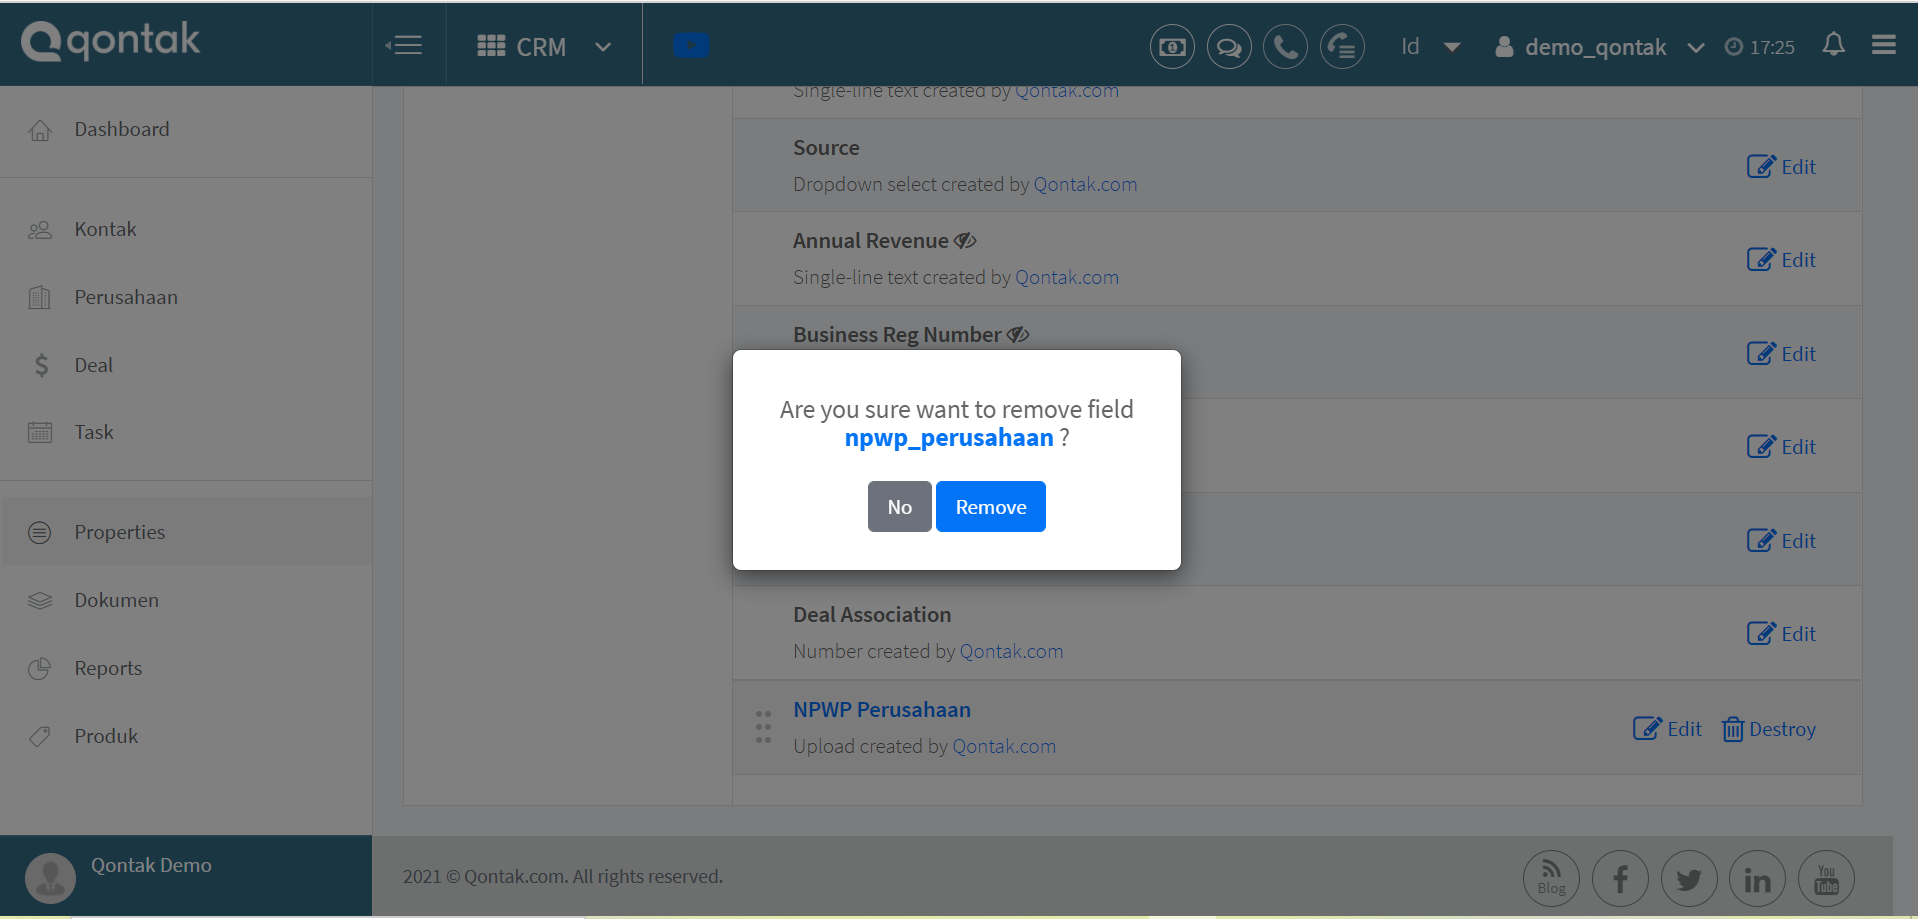 qontak
CRM
Id
demo_qontak
17:25
Dashboard
Kontak
Perusahaan
Deal
Task
Properties
Dokumen
Reports
Produk
Qontak Demo
Single-line text created by Qontak.com
Source
Dropdown select created by Qontak.com
Edit
Annual Revenue
Single-line text created by Qontak.com
Edit
Business Reg Number
Edit
Edit
Edit
Are you sure want to remove field
npwp_perusahaan ?
No
Remove
Deal Association
Number created by Qontak.com
Edit
NPWP Perusahaan
Upload created by Qontak.com
Edit
Destroy
2021 © Qontak.com. All rights reserved.
Blog
You
Tube